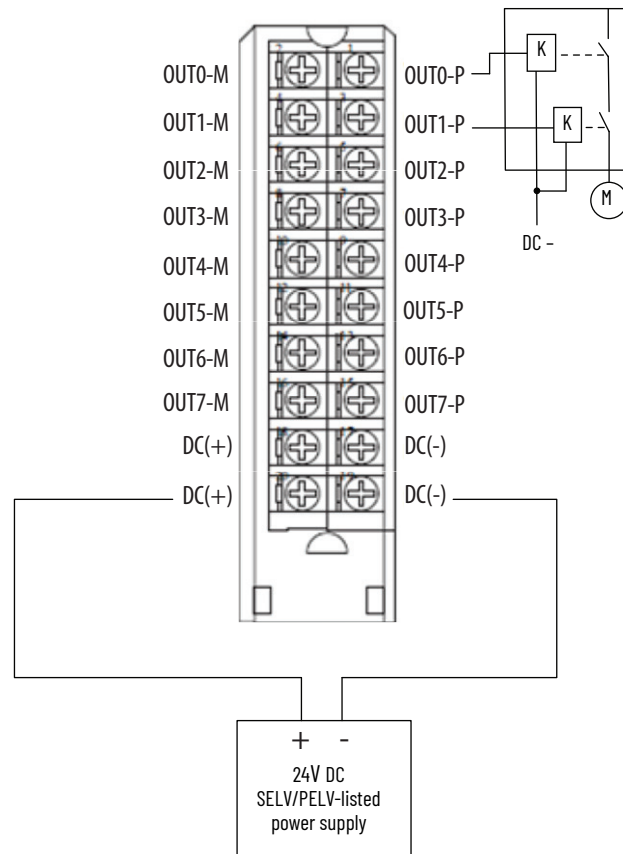 OUT0-M OUT0-P K
OUT1-M OUT1-P K
OUT2-M OUT2-P
OUT3-M OUT3-P M
OUT4-M OUT4-P DC -
OUT5-M OUT5-P
OUT6-M OUT6-P
OUT7-M OUT7-P
DC(+) DC(-)
DC(+) DC(-)
+ -
24V DC
SELV/PELV-listed
power supply